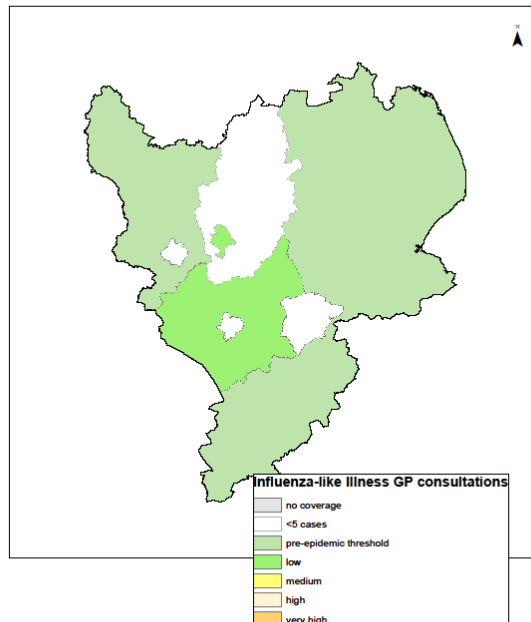 N
Influenza-like Illness GP consultations
no coverage
<5 cases
pre-epidemic threshold
low
medium
high
very high